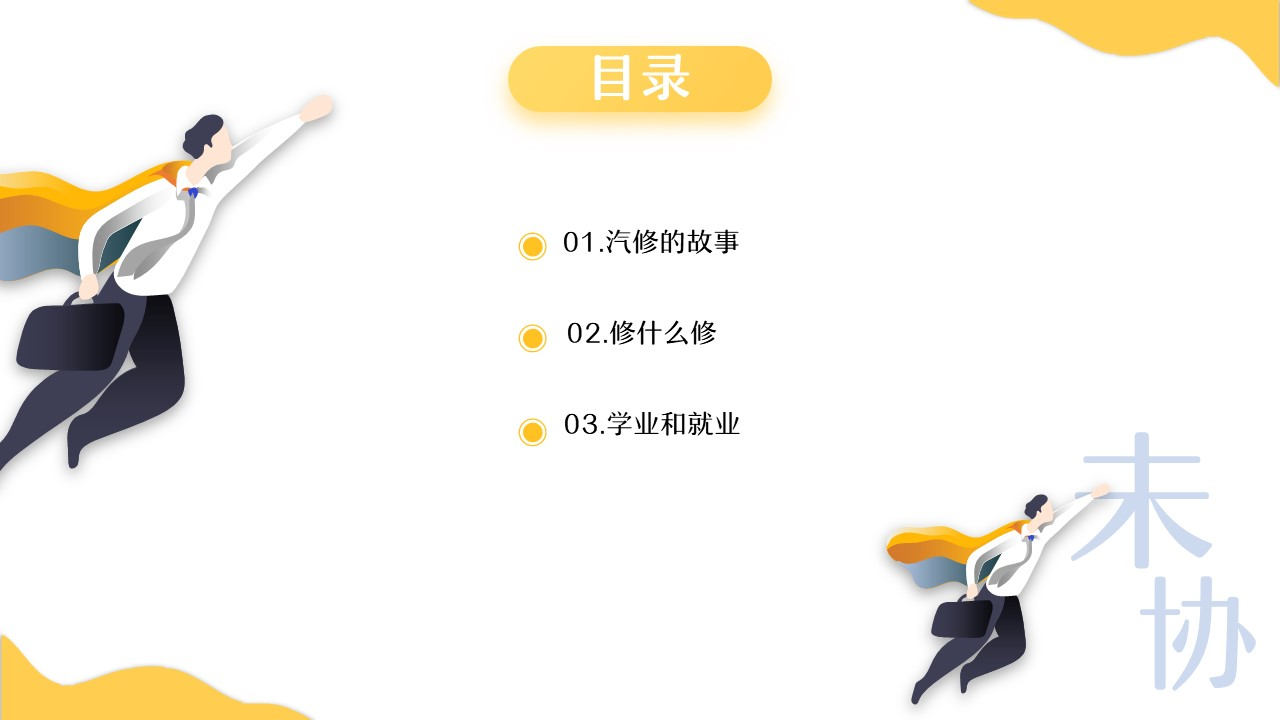 目录
01.汽修的故事
02.修什么修
03.学业和就业
未
协